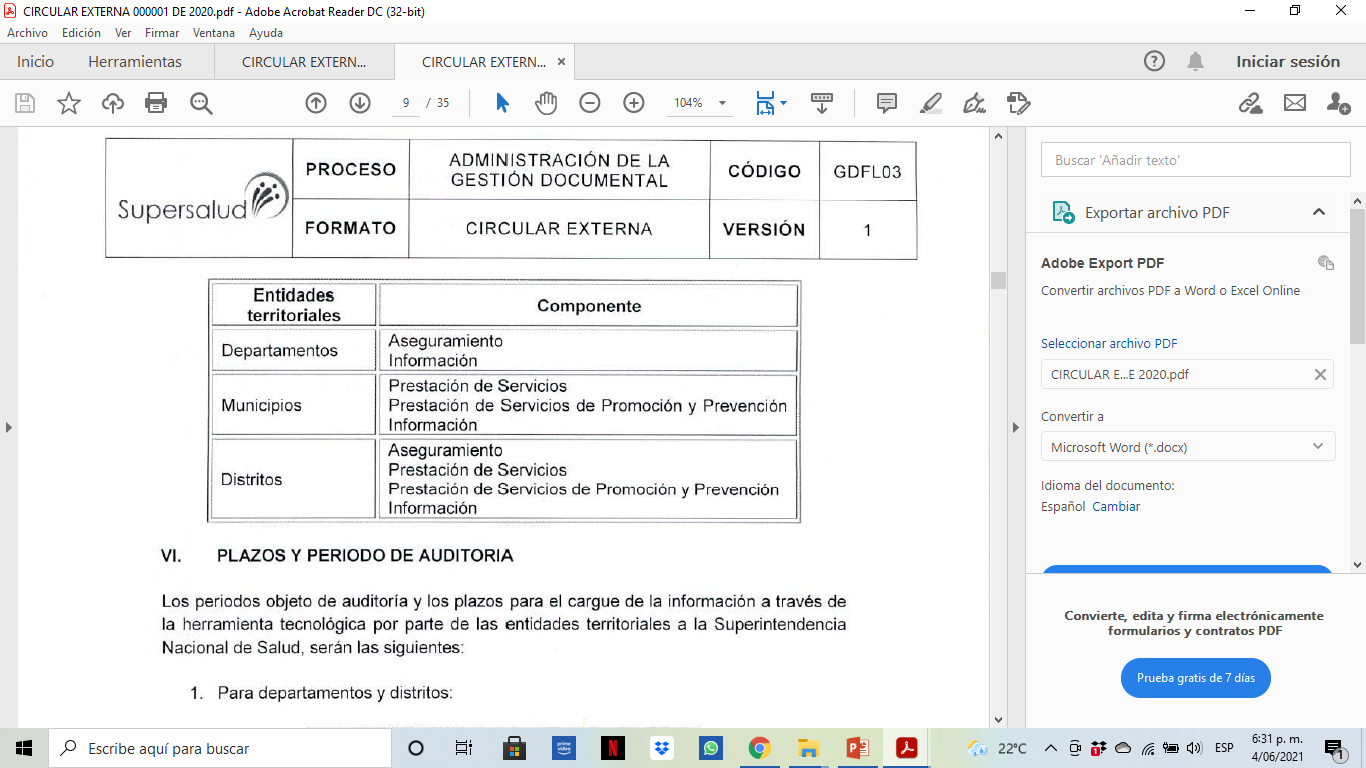 CIRCULAR EXTERNA 000001 DE 2020.pdf - Adobe Acrobat Reader DC (32-bit)
Archivo Edición Ver Firmar Ventana Ayuda
Inicio Herramientas CIRCULAR EXTERN... CIRCULAR EXTERN... × Iniciar sesión
9 / 35 104%
Supersalud
PROCESO
ADMINISTRACIÓN DE LA
GESTIÓN DOCUMENTAL
CÓDIGO
GDFL03
FORMATO
CIRCULAR EXTERNA
VERSIÓN
1
Entidades
territoriales
Componente
Departamentos
Aseguramiento
Información
Municipios
Prestación de Servicios
Prestación de Servicios de Promoción y Prevención
Información
Distritos
Aseguramiento
Prestación de Servicios
Prestación de Servicios de Promoción y Prevención
Información
VI. PLAZOS Y PERIODO DE AUDITORIA
Los periodos objeto de auditoría y los plazos para el cargue de la información a través de
la herramienta tecnológica por parte de las entidades territoriales a la Superintendencia
Nacional de Salud, serán las siguientes:
1. Para departamentos y distritos:
Buscar 'Añadir texto'
Exportar archivo PDF
Adobe Export PDF
Convertir archivos PDF a Word o Excel Online
Seleccionar archivo PDF
CIRCULAR E...E 2020.pdf
Convertir a
Microsoft Word (*.docx)
Idioma del documento:
Español Cambiar
Convierte, edita y firma electrónicamente
formularios y contratos PDF
Prueba gratis de 7 días
Escribe aquí para buscar
prime video
N
22°C
ESP
6:31 p. m.
4/06/2021
1